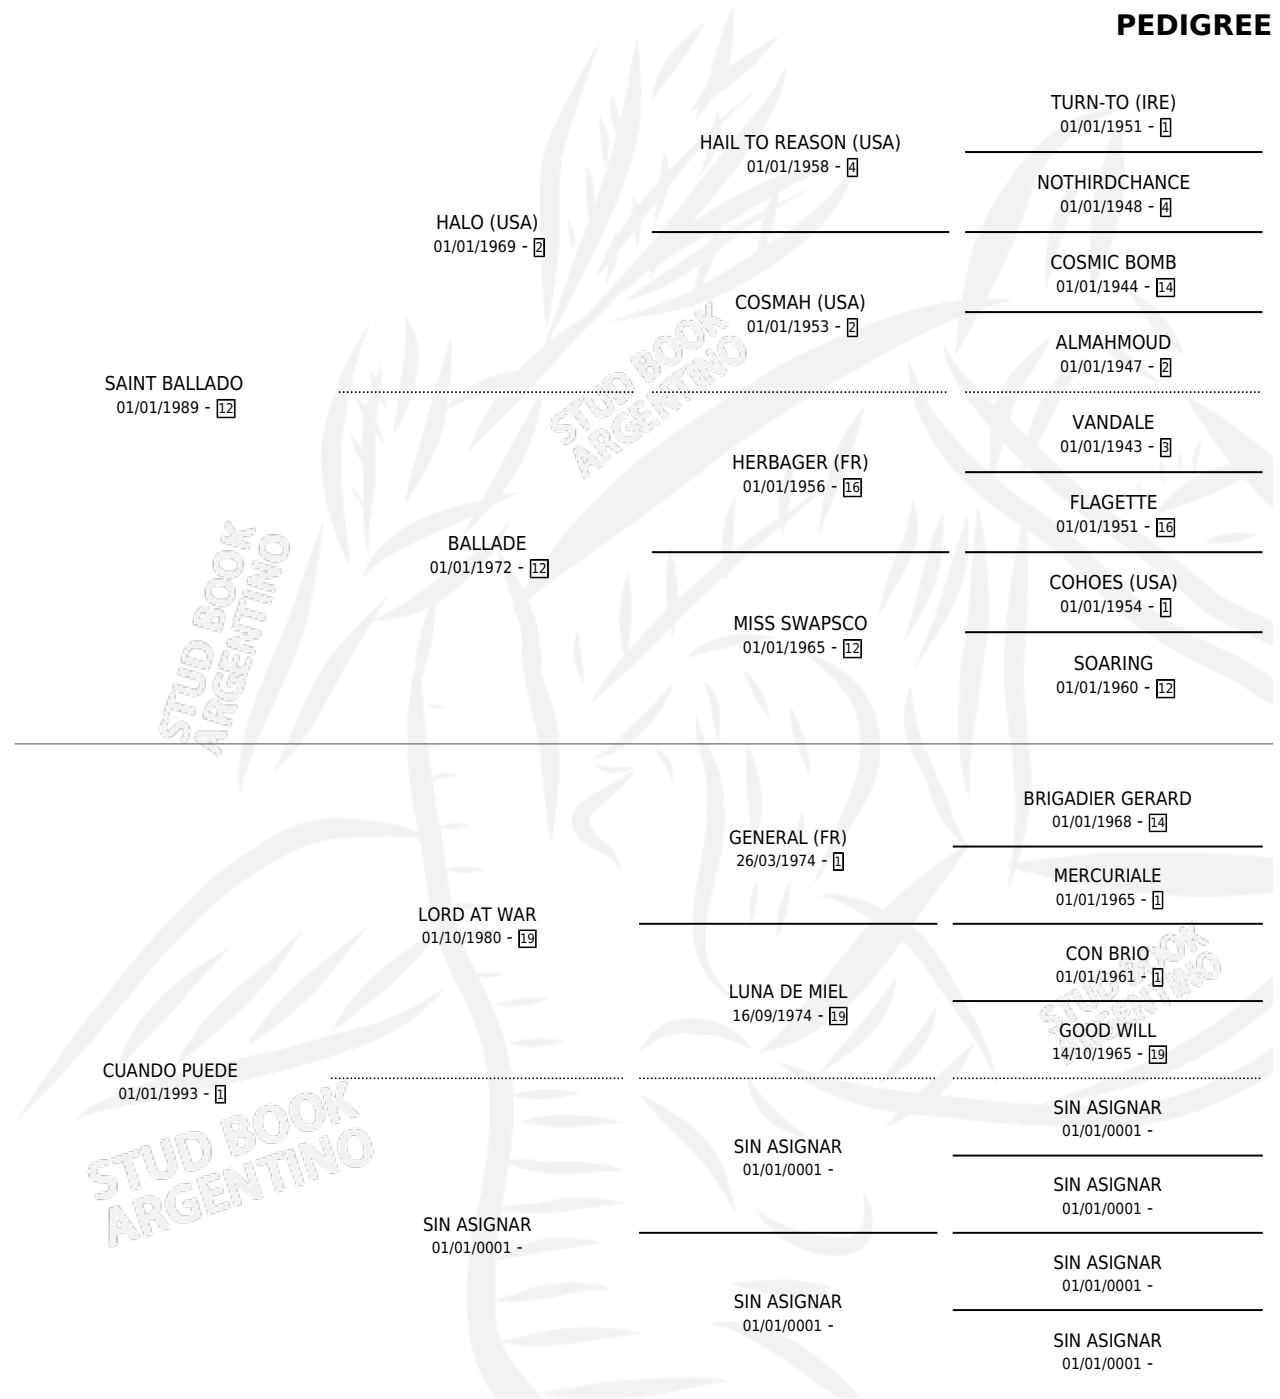 PEDIGREE
TURN-TO (IRE)
01/01/1951 - 1
HAIL TO REASON (USA)
01/01/1958 - 4
NOTHIRDCHANCE
01/01/1948 - 4
HALO (USA)
01/01/1969 - 2
COSMIC BOMB
01/01/1944 - 14
COSMAH (USA)
01/01/1953 - 2
ALMAHMOUD
01/01/1947 - 2
SAINT BALLADO
01/01/1989 - 12
VANDALE
01/01/1943 - 3
HERBAGER (FR)
01/01/1956 - 16
FLAGETTE
01/01/1951 - 16
BALLADE
01/01/1972 - 12
COHOES (USA)
01/01/1954 - 1
MISS SWAPSCO
01/01/1965 - 12
SOARING
01/01/1960 - 12
BRIGADIER GERARD
01/01/1968 - 14
GENERAL (FR)
26/03/1974 - 1
MERCURIALE
01/01/1965 - 1
LORD AT WAR
01/10/1980 - 19
CON BRIO
01/01/1961 - 1
LUNA DE MIEL
16/09/1974 - 19
GOOD WILL
14/10/1965 - 19
CUANDO PUEDE
01/01/1993 - 1
SIN ASIGNAR
01/01/0001 -
SIN ASIGNAR
01/01/0001 -
SIN ASIGNAR
01/01/0001 -
SIN ASIGNAR
01/01/0001 -
SIN ASIGNAR
01/01/0001 -
SIN ASIGNAR
01/01/0001 -
SIN ASIGNAR
01/01/0001 -
STUD BOOK
ARGENTINO
STUD BOOK
ARGENTINO
STUD BOOK
ARGENTINO
STUD BOOK
ARGENTINO